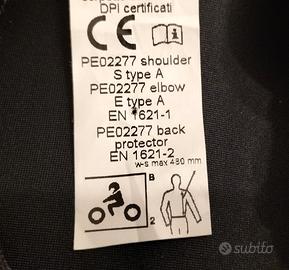 DPI certificati
CE i
PE02277 shoulder
S type A
PE02277 elbow
E type A
EN 1621-1
PE02277 back
protector
EN 1621-2
w-s max 480 mm
B
2
subito